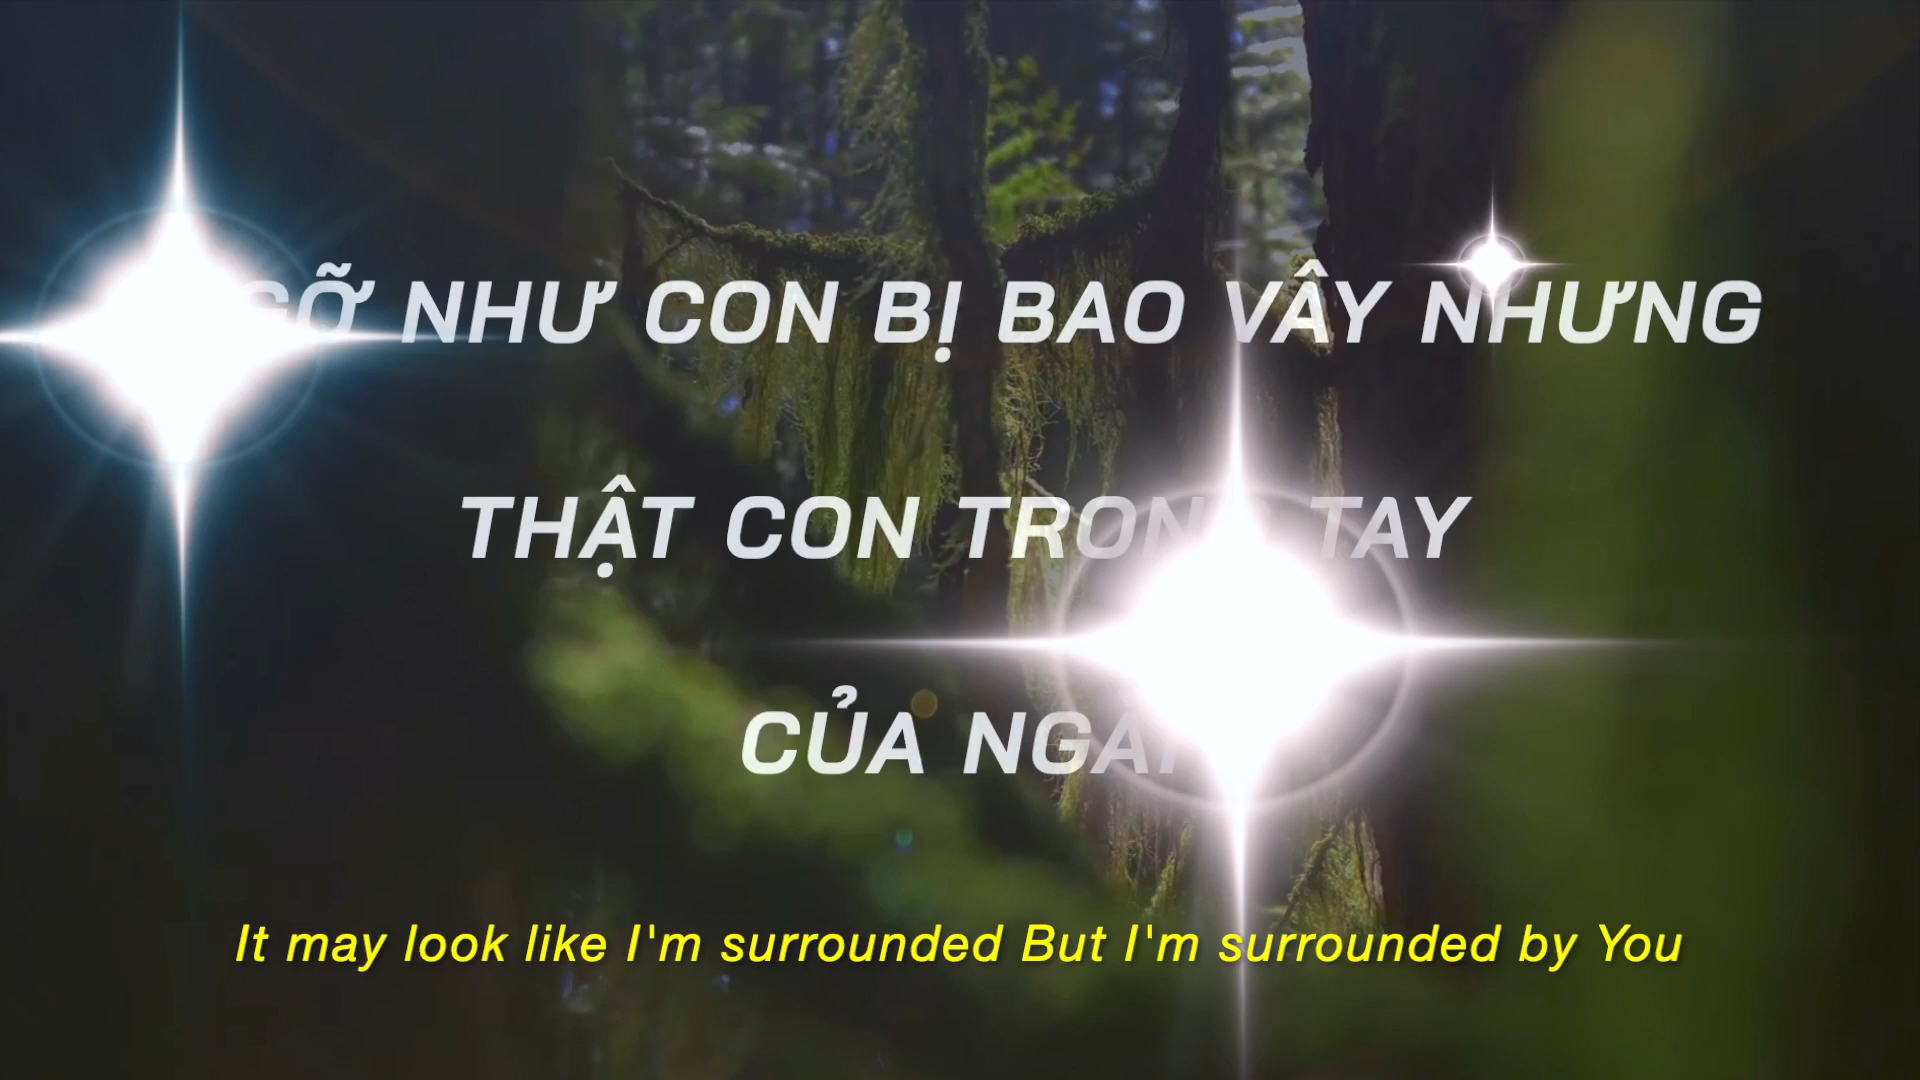 NHƯ CON BỊ BAO VÂY NHƯNG
THẬT CON TRONG TAY
CỦA
It may look like I'm surrounded But I'm surrounded by You